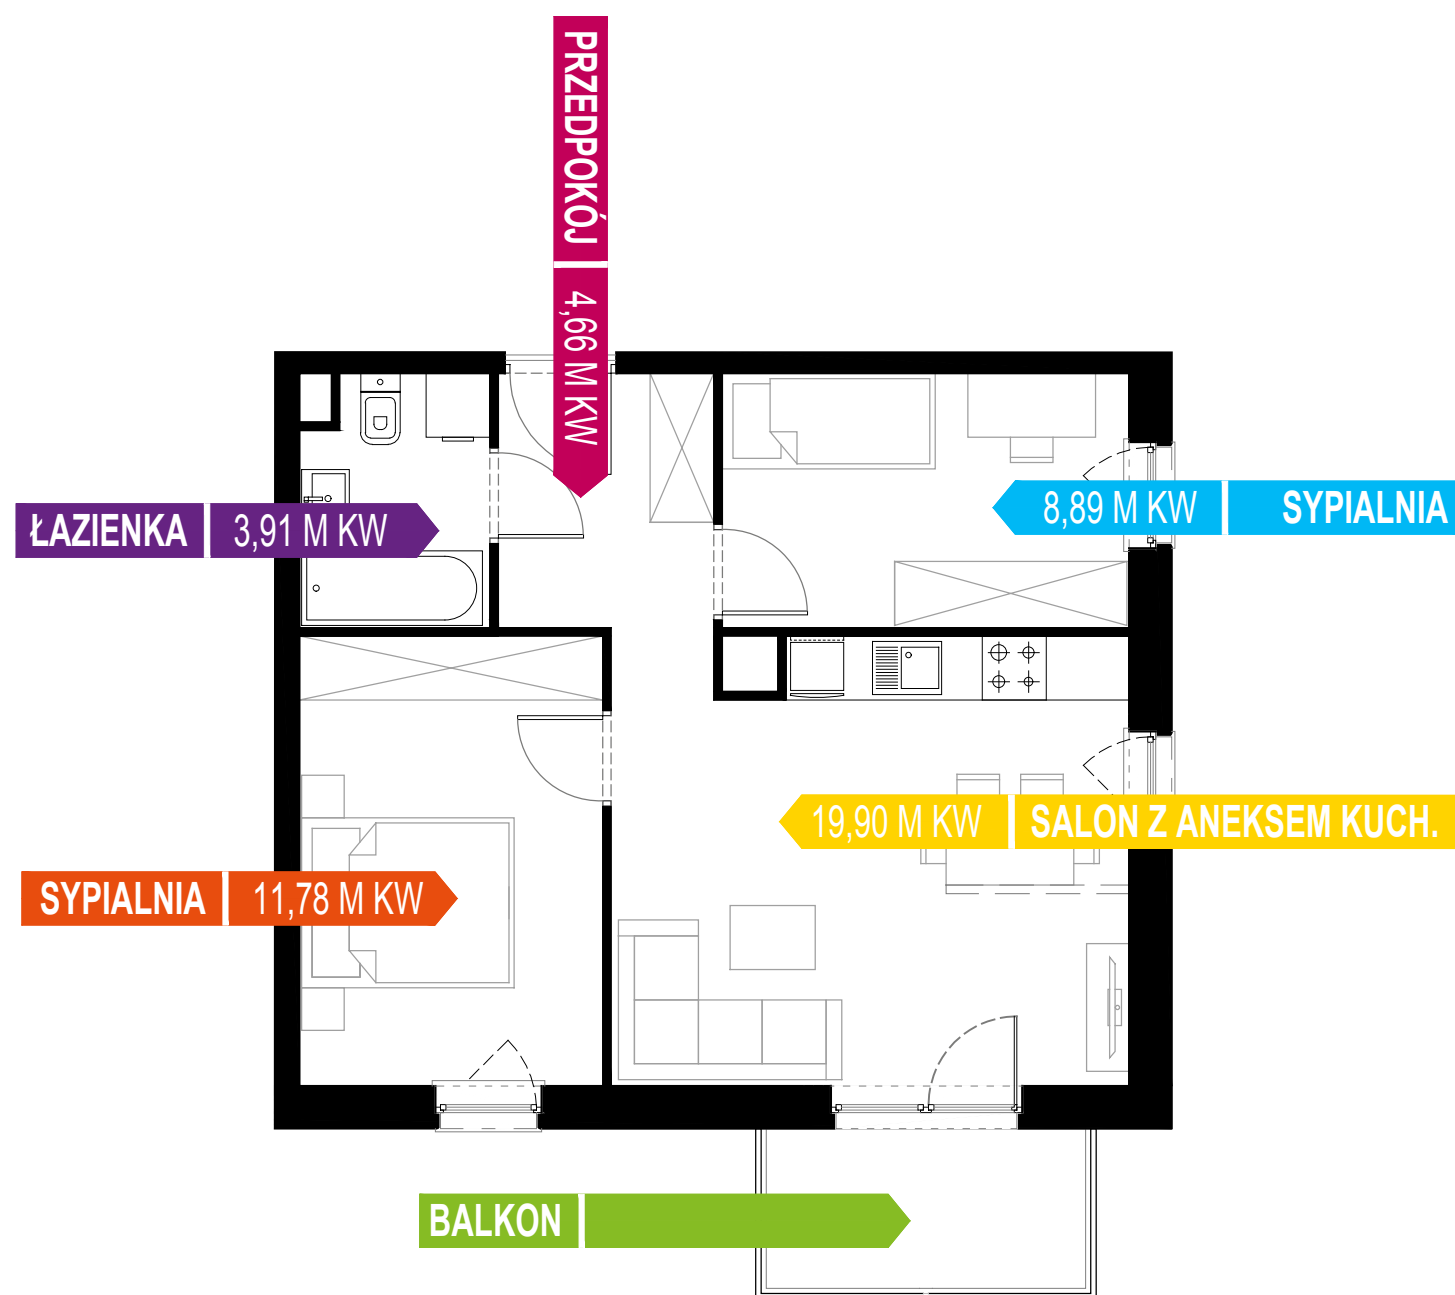 PRZEDPOKÓJ 4,66 M KW
ŁAZIENKA 3,91 M KW
8,89 M KW SYPIALNIA
19,90 M KW SALON Z ANEKSEM KUCH.
SYPIALNIA 11,78 M KW
BALKON